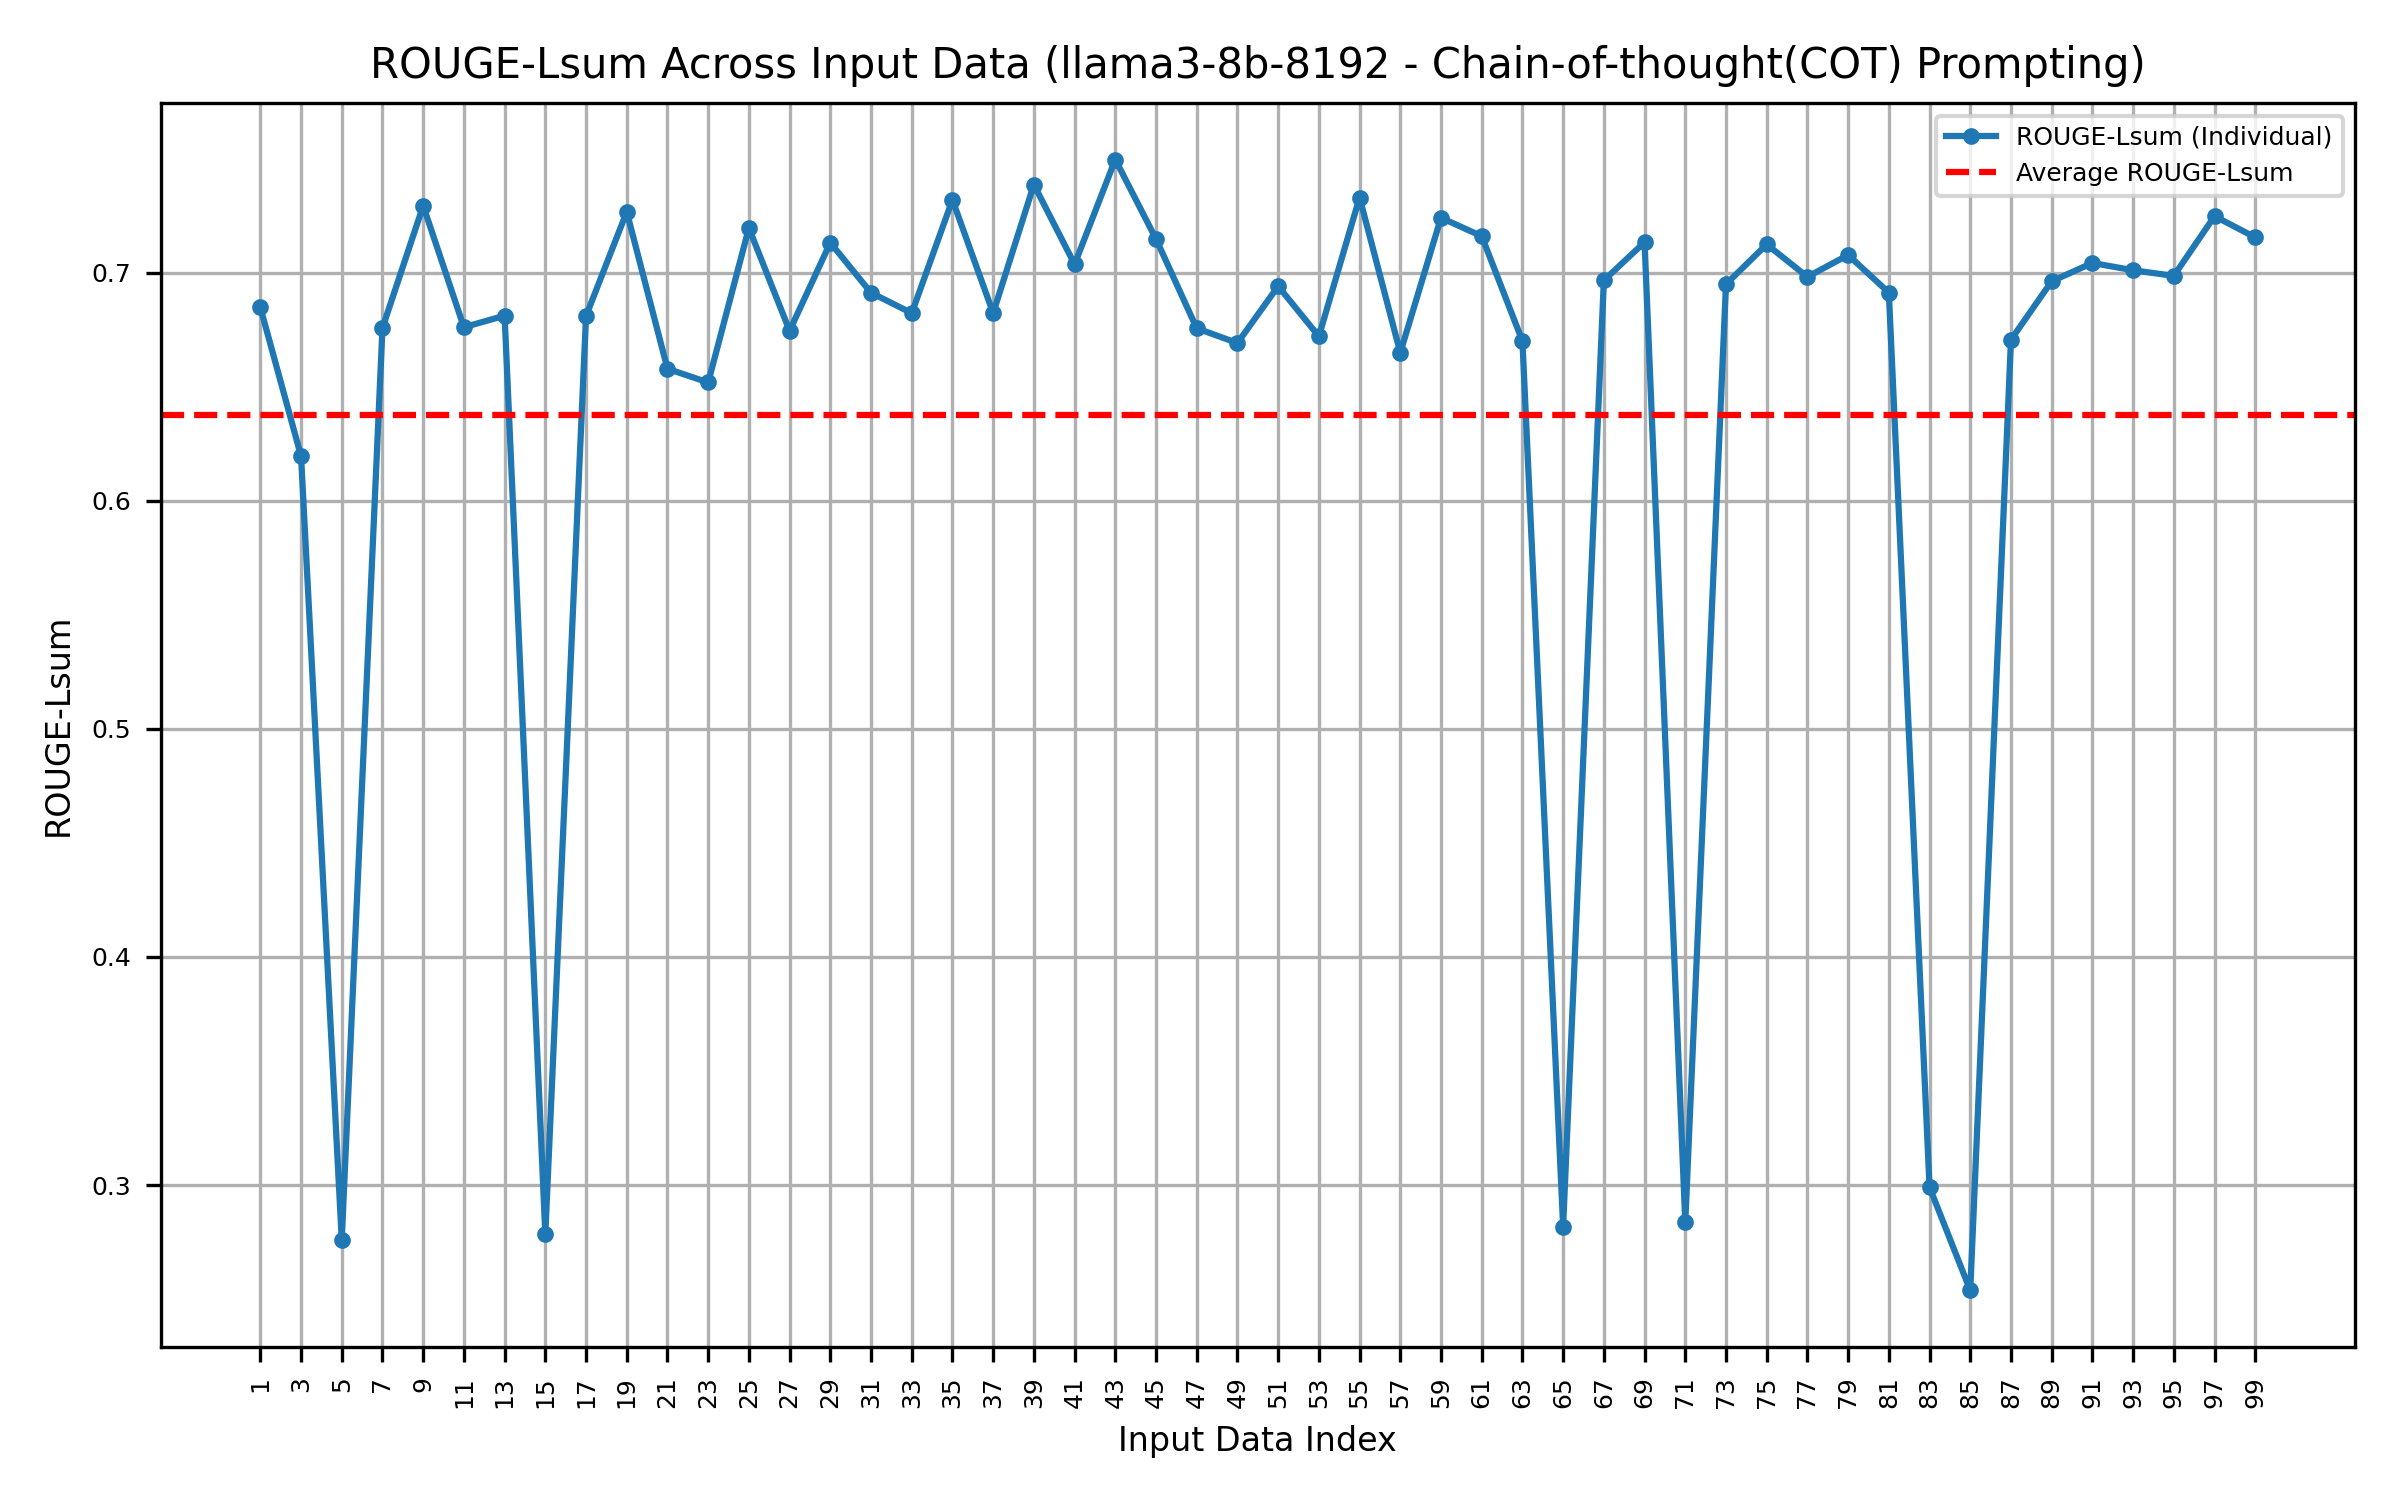 ROUGE-Lsum Across Input Data (llama3-8b-8192 - Chain-of-thought(COT) Prompting)
ROUGE-Lsum (Individual)
Average ROUGE-Lsum
ROUGE-Lsum
0.7
0.6
0.5
0.4
0.3
1 3 5 7 9 11 13 15 17 19 21 23 25 27 29 31 33 35 37 39 41 43 45 47 49 51 53 55 57 59 61 63 65 67 69 71 73 75 77 79 81 83 85 87 89 91 93 95 97 99
Input Data Index